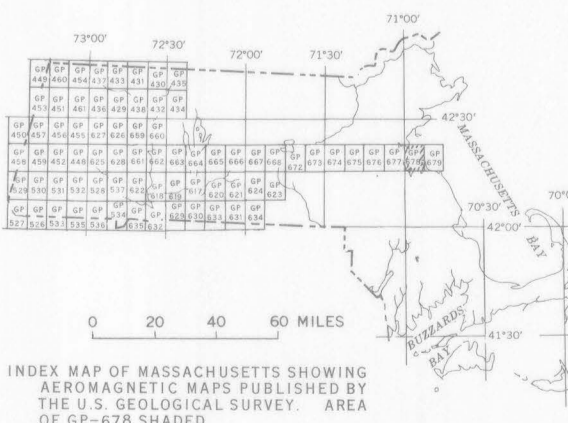 71°00'
73°00' 72°30' 72°00' 71°30'
GP 449 GP 460 GP 454 GP 437 GP 433 GP 431 GP 430 GP 435
GP 453 GP 451 GP 461 GP 436 GP 429 GP 438 GP 432 GP 434
42°30'
GP 450 GP 457 GP 456 GP 455 GP 627 GP 626 GP 659 GP 660
GP 458 GP 459 GP 452 GP 448 GP 625 GP 628 GP 661 GP 662 GP 663 GP 664 GP 665 GP 666 GP 667 GP 668 GP 672 GP 673 GP 674 GP 675 GP 676 GP 677 GP 678 GP 679
GP 529 GP 530 GP 531 GP 532 GP 528 GP 537 GP 622 GP 618 GP 619 GP 617 GP 620 GP 621 GP 624 GP 623
GP 527 GP 526 GP 533 GP 535 GP 536 GP 534 GP 635 GP 632 GP 629 GP 630 GP 633 GP 631 GP 634
MASSACHUSETTS
BAY
70°30'
42°00'
BUZZARDS
BAY
41°30'
0 20 40 60 MILES
INDEX MAP OF MASSACHUSETTS SHOWING
AEROMAGNETIC MAPS PUBLISHED BY
THE U.S. GEOLOGICAL SURVEY. AREA
OF GP-678 SHADED